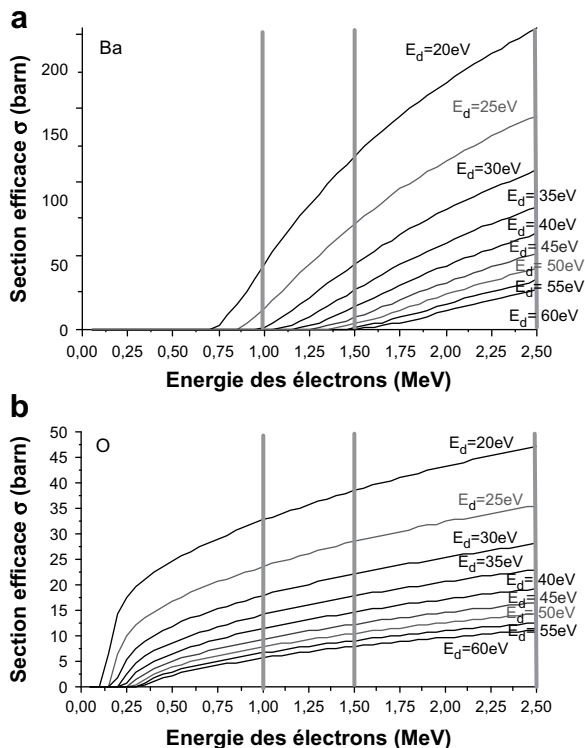 a
Ba
Section efficace σ (barn)
200
150
100
50
0
E_d=20eV
E_d=25eV
E_d=30eV
E_d= 35eV
E_d= 40eV
E_d= 45eV
E_d= 50eV
E_d= 55eV
E_d=60eV
0,00 0,25 0,50 0,75 1,00 1,25 1,50 1,75 2,00 2,25 2,50
Energie des électrons (MeV)
b
O
Section efficace σ (barn)
50
45
40
35
30
25
20
15
10
5
0
E_d=20eV
E_d=25eV
E_d=30eV
E_d=35eV
E_d=40eV
E_d=45eV
E_d=50eV
E_d=55eV
E_d=60eV
0,00 0,25 0,50 0,75 1,00 1,25 1,50 1,75 2,00 2,25 2,50
Energie des électrons (MeV)